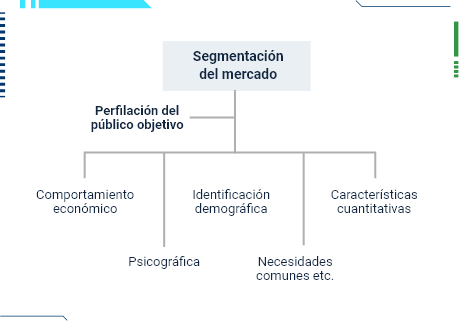 Segmentación
del mercado
Perfilación del
público objetivo
Comportamiento
económico
Identificación
demográfica
Características
cuantitativas
Psicográfica
Necesidades
comunes etc.